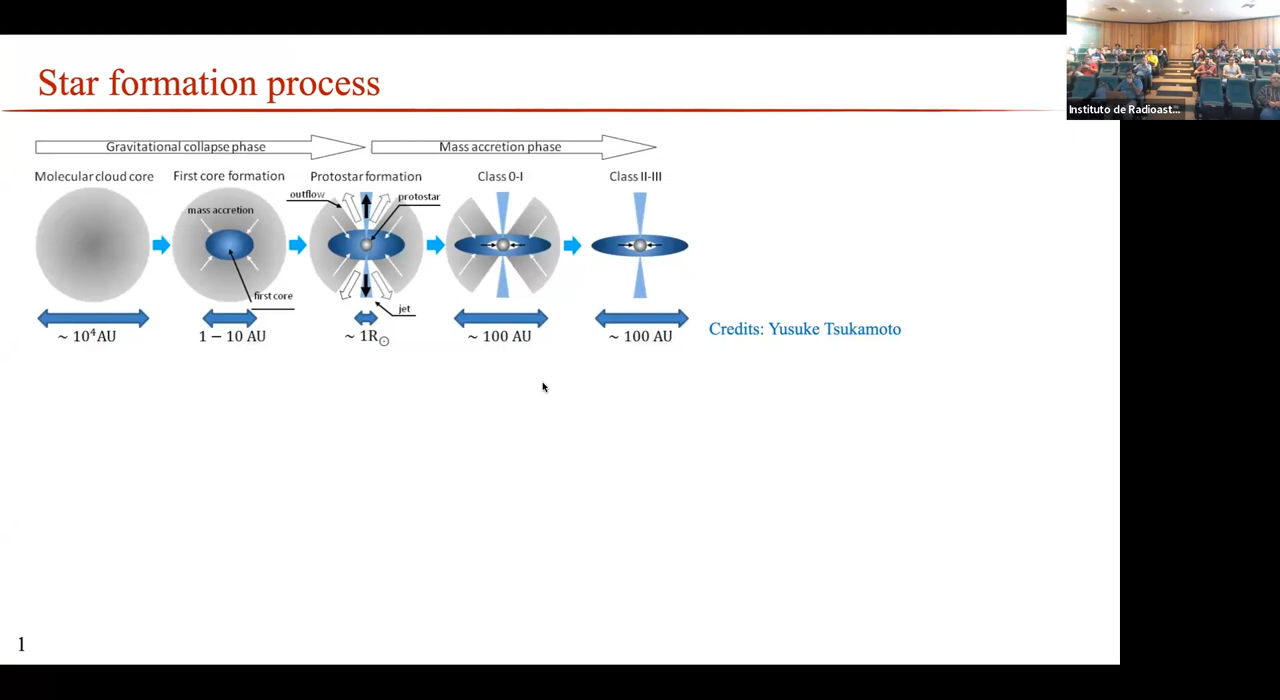 Star formation process
Instituto de Radioast...
Gravitational collapse phase
Mass accretion phase
Molecular cloud core
First core formation
Protostar formation
Class 0-I
Class II-III
outflow
protostar
mass accretion
first core
jet
~ 10⁴AU
1 – 10 AU
~ 1R☉
~ 100 AU
~ 100 AU
Credits: Yusuke Tsukamoto
1